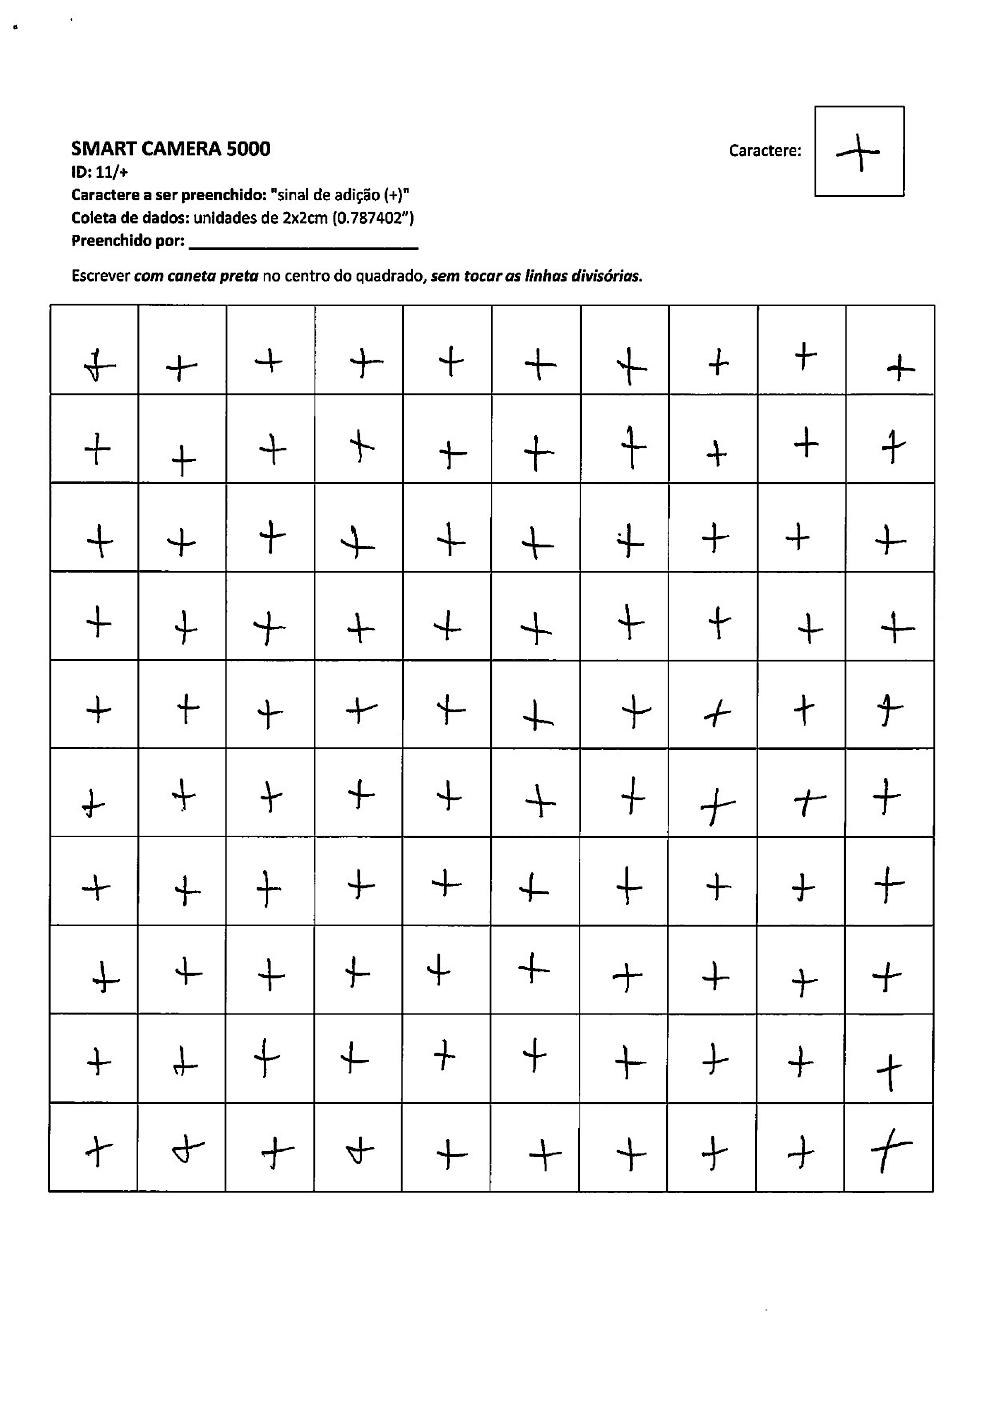 SMART CAMERA 5000
ID: 11/+
Caractere a ser preenchido: "sinal de adição (+)"
Coleta de dados: unidades de 2x2cm (0.787402”)
Preenchido por: ____________________
Caractere: +
Escrever com caneta preta no centro do quadrado, sem tocar as linhas divisórias.
+ + + + + + + + + +
+ + + + + + + + + +
+ + + + + + + + + +
+ + + + + + + + + +
+ + + + + + + + + +
+ + + + + + + + + +
+ + + + + + + + + +
+ + + + + + + + + +
+ + + + + + + + + +
+ + + + + + + + + +